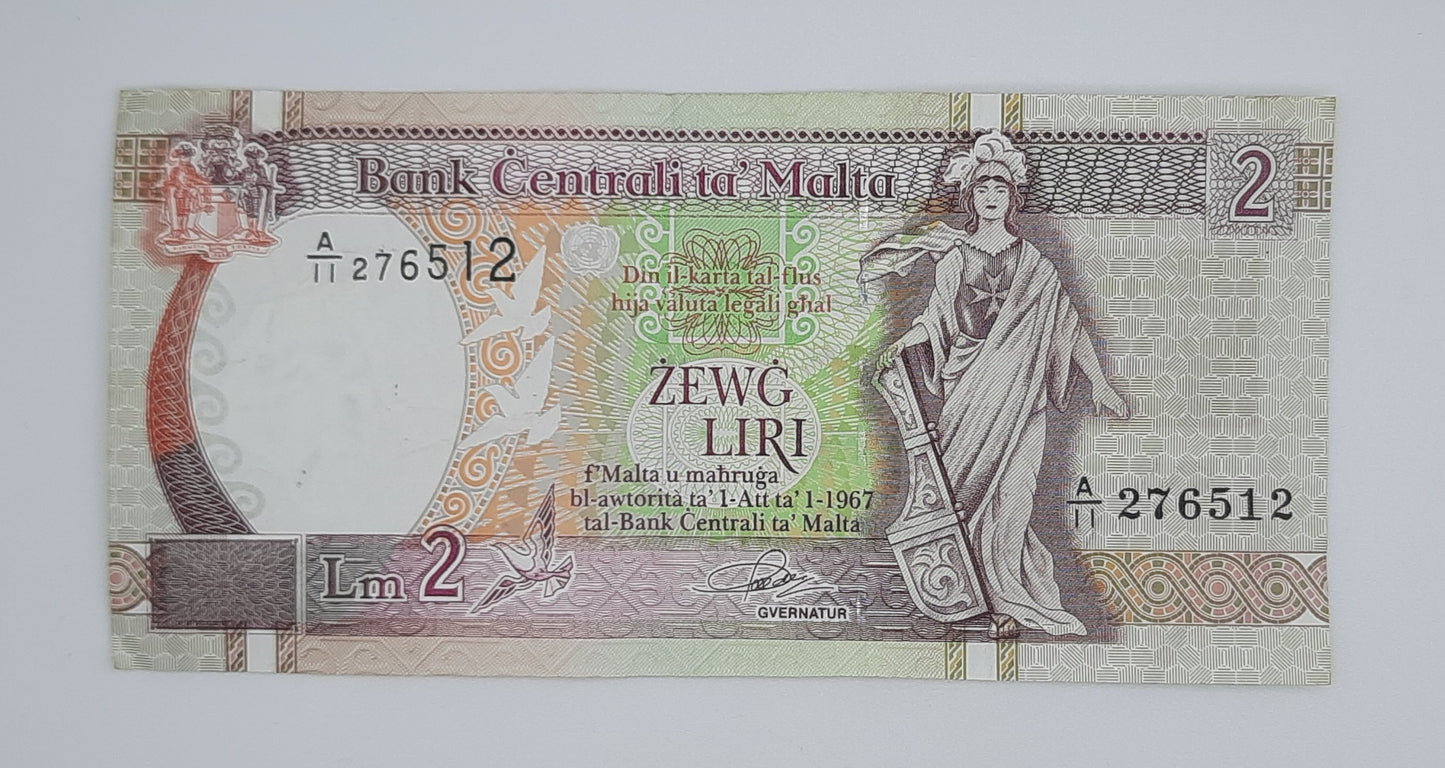 Bank Ċentrali ta' Malta
2
A/11 276512
Din il-karta tal-flus
hija valuta legali għal
ŻEWĠ
LIRI
f'Malta u maħruġa
bl-awtorità ta' l-Att ta' l-1967
tal-Bank Ċentrali ta' Malta
A/11 276512
Lm 2
GVERNATUR